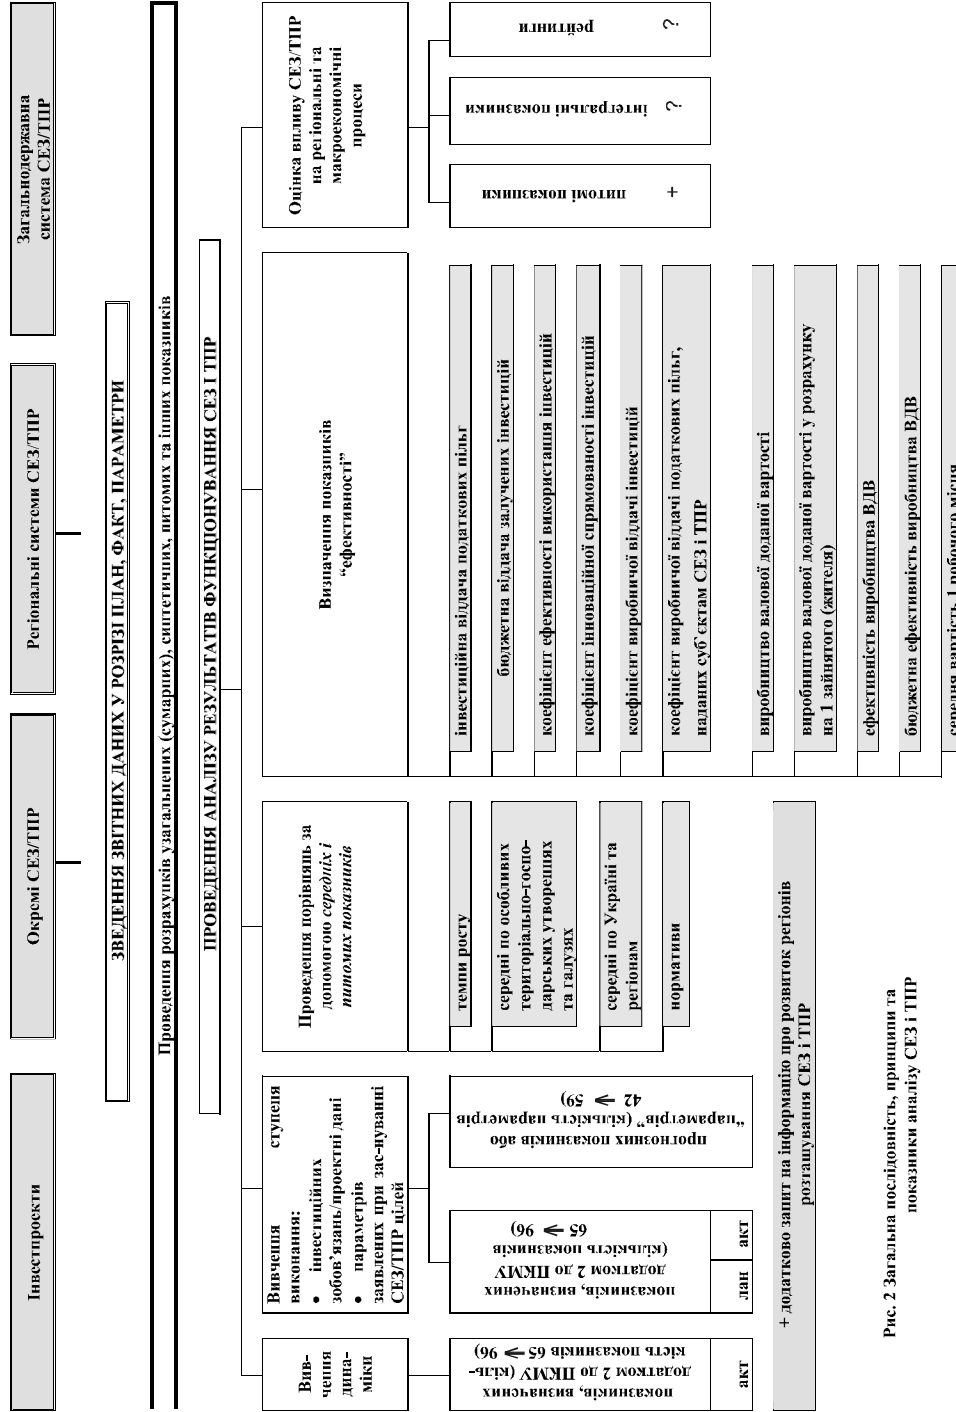 Інвестпроекти
Окремі СЕЗ/ТПР
Регіональні системи СЕЗ/ТПР
Загальнодержавна
система СЕЗ/ТПР
ЗВЕДЕННЯ ЗВІТНИХ ДАНИХ У РОЗРІЗІ ПЛАН, ФАКТ, ПАРАМЕТРИ
Проведення розрахунків узагальнених (сумарних), синтетичних, питомих та інших показників
ПРОВЕДЕННЯ АНАЛІЗУ РЕЗУЛЬТАТІВ ФУНКЦІОНУВАННЯ СЕЗ І ТПР
Вив-
чення
дина-
міки
показників, визначених
додатком 2 до ПКМУ (кіль-
кість показників 65 ⇒ 96)
акт
Вивчення ступеня
виконання:
• інвестиційних
зобов’язань/проектні дані
• параметрів
заявлених при зас-нуванні
СЕЗ/ТПР цілей
показників, визначених
додатком 2 до ПКМУ
(кількість показників
65 ⇒ 96)
лан акт
прогнозних показників або
“параметрів” (кількість параметрів
42 ⇒ 59)
Проведення порівнянь за
допомогою середніх і
питомих показників
темпи росту
середні по особливих
територіально-госпо-
дарських утвореннях
та галузях
середні по Україні та
регіонам
нормативи
Визначення показників
“ефективності”
інвестиційна віддача податкових пільг
бюджетна віддача залучених інвестицій
коефіцієнт ефективності використання інвестицій
коефіцієнт інноваційної спрямованості інвестицій
коефіцієнт виробничої віддачі інвестицій
коефіцієнт виробничої віддачі податкових пільг,
наданих суб`єктам СЕЗ і ТПР
виробництво валової доданої вартості
виробництво валової доданої вартості у розрахунку
на 1 зайнятого (жителя)
ефективність виробництва ВДВ
бюджетна ефективність виробництва ВДВ
середня вартість 1 робочого місця
Оцінка впливу СЕЗ/ТПР
на регіональні та
макроекономічні
процеси
питомі показники +
інтегральні показники ?
рейтинги ?
+ додатково запит на інформацію про розвиток регіонів
розташування СЕЗ і ТПР
Рис. 2 Загальна послідовність, принципи та
показники аналізу СЕЗ і ТПР